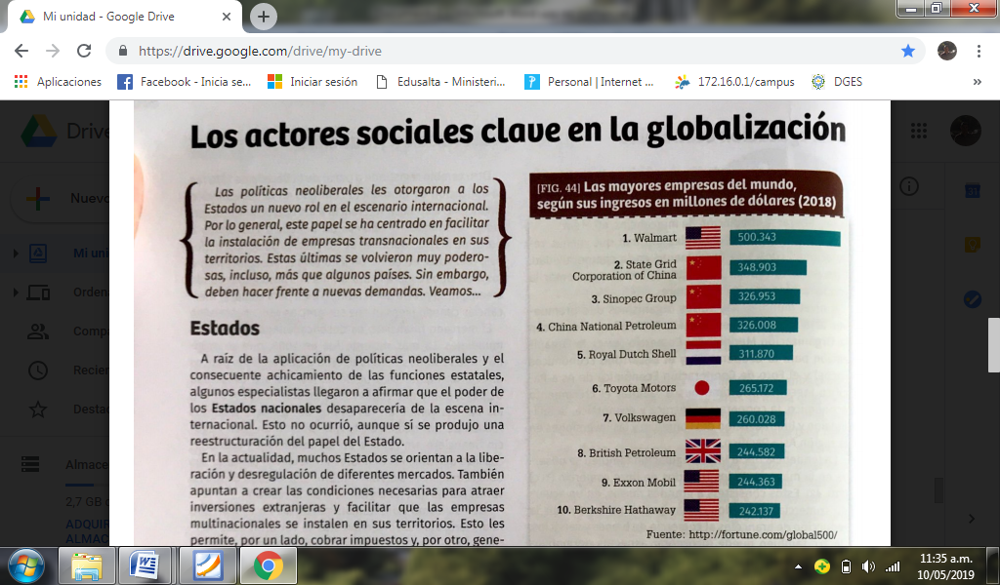 Mi unidad - Google Drive
https://drive.google.com/drive/my-drive
Aplicaciones
Facebook - Inicia se...
Iniciar sesión
Edusalta - Ministeri...
Personal | Internet ...
172.16.0.1/campus
DGES
»
Drive
Nuevo
Mi uni
Orden
Comp
Recien
Destac
Almace
2,7 GB
ADQUIR
ALMAC
Los actores sociales clave en la globalización
Las políticas neoliberales les otorgaron a los
Estados un nuevo rol en el escenario internacional.
Por lo general, este papel se ha centrado en facilitar
la instalación de empresas transnacionales en sus
territorios. Estas últimas se volvieron muy podero-
sas, incluso, más que algunos países. Sin embargo,
deben hacer frente a nuevas demandas. Veamos...
Estados
A raíz de la aplicación de políticas neoliberales y el
consecuente achicamiento de las funciones estatales,
algunos especialistas llegaron a afirmar que el poder de
los Estados nacionales desaparecería de la escena in-
ternacional. Esto no ocurrió, aunque sí se produjo una
reestructuración del papel del Estado.
En la actualidad, muchos Estados se orientan a la libe-
ración y desregulación de diferentes mercados. También
apuntan a crear las condiciones necesarias para atraer
inversiones extranjeras y facilitar que las empresas
multinacionales se instalen en sus territorios. Esto les
permite, por un lado, cobrar impuestos y, por otro, gene-
[FIG. 44] Las mayores empresas del mundo,
según sus ingresos en millones de dólares (2018)
1. Walmart 500.343
2. State Grid
Corporation of China 348.903
3. Sinopec Group 326.953
4. China National Petroleum 326.008
5. Royal Dutch Shell 311.870
6. Toyota Motors 265.172
7. Volkswagen 260.028
8. British Petroleum 244.582
9. Exxon Mobil 244.363
10. Berkshire Hathaway 242.137
Fuente: http://fortune.com/global500/
11:35 a.m.
10/05/2019